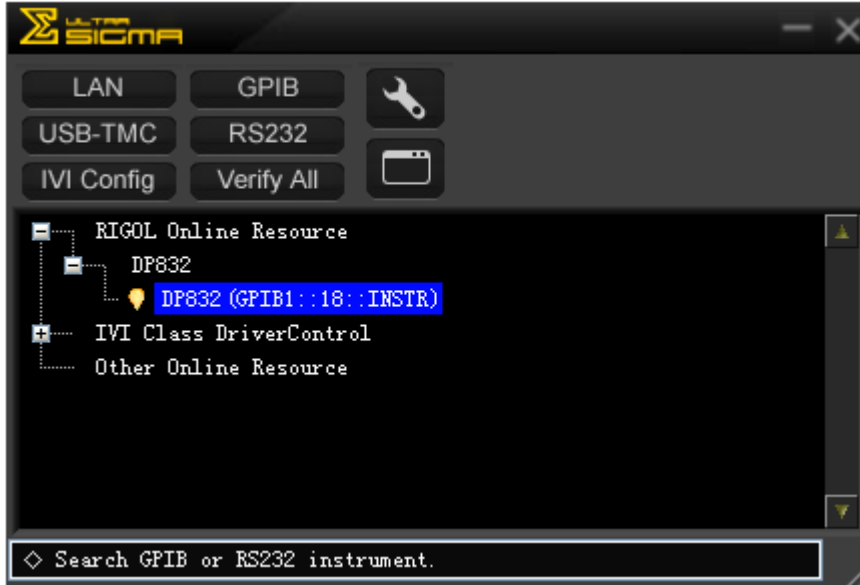 ULTRA
SIGMA
LAN
GPIB
USB-TMC
RS232
IVI Config
Verify All
RIGOL Online Resource
DP832
DP832 (GPIB1::18::INSTR)
IVI Class DriverControl
Other Online Resource
◇ Search GPIB or RS232 instrument.